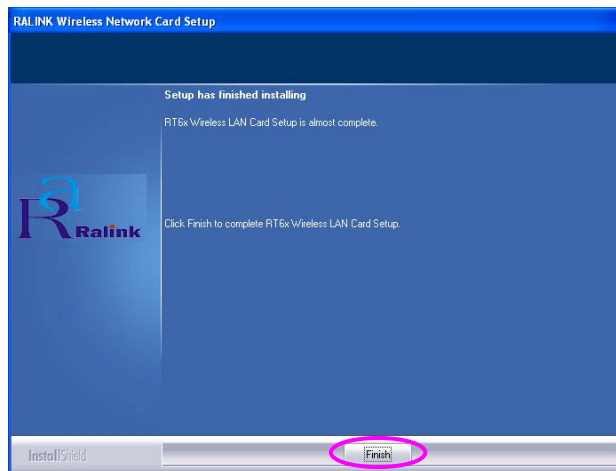 RALINK Wireless Network Card Setup
Setup has finished installing
RT6x Wireless LAN Card Setup is almost complete.
Ralink
Click Finish to complete RT6x Wireless LAN Card Setup.
InstallShield
Finish